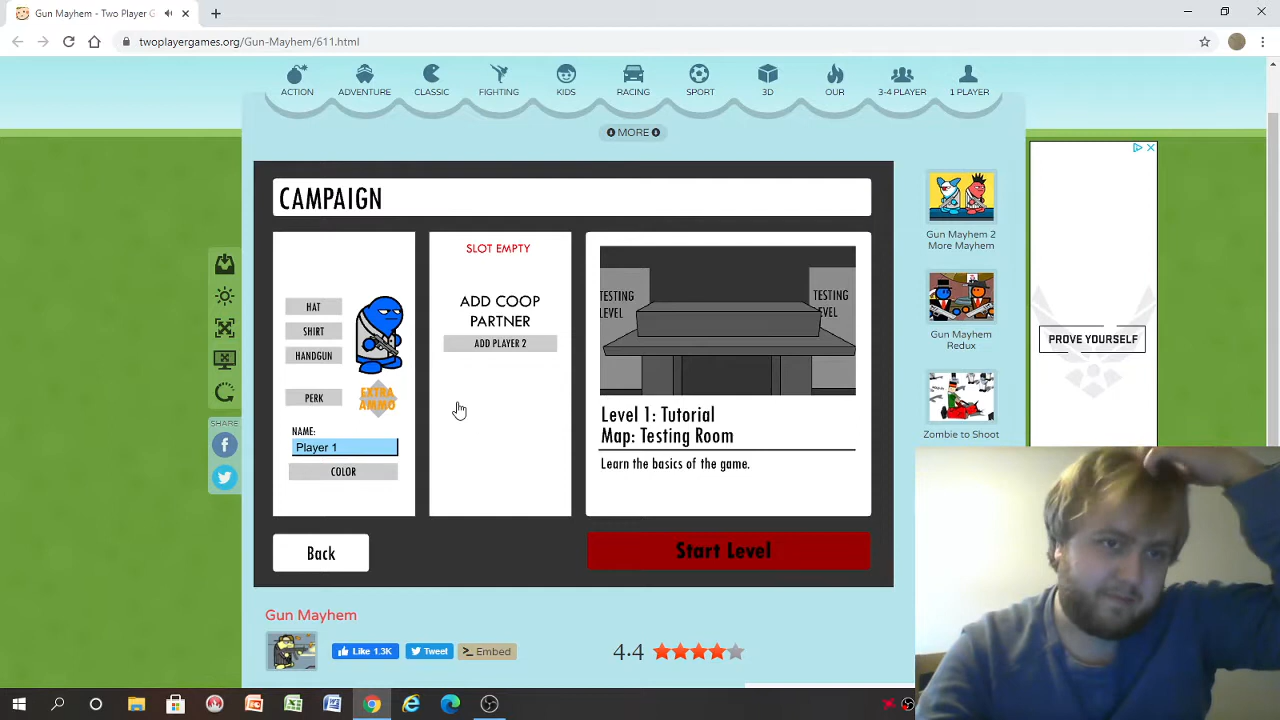 Gun Mayhem - Two Player G
twoplayergames.org/Gun-Mayhem/611.html
ACTION
ADVENTURE
CLASSIC
FIGHTING
KIDS
RACING
SPORT
3D
OUR
3-4 PLAYER
1 PLAYER
MORE
CAMPAIGN
HAT
SHIRT
HANDGUN
PERK
EXTRA
AMMO
NAME:
Player 1
COLOR
SLOT EMPTY
ADD COOP
PARTNER
ADD PLAYER 2
TESTING
LEVEL
TESTING
EVEL
Level 1: Tutorial
Map: Testing Room
Learn the basics of the game.
Back
Start Level
SHARE
Gun Mayhem 2
More Mayhem
Gun Mayhem
Redux
Zombie to Shoot
PROVE YOURSELF
Gun Mayhem
Like 1.3K
Tweet
Embed
4.4